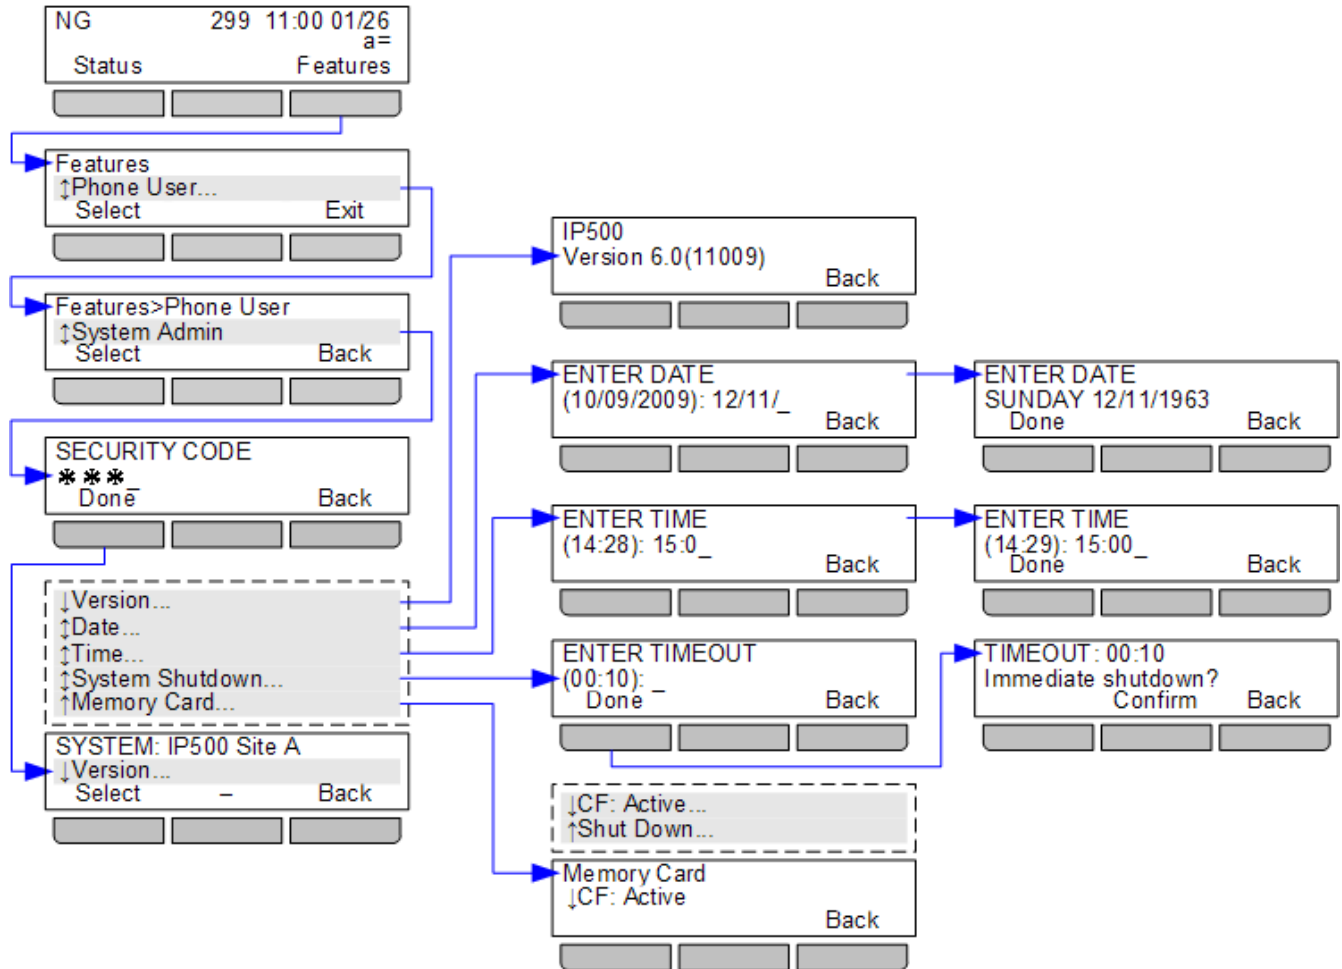 NG 299 11:00 01/26
a=
Status Features
Features
↕Phone User...
Select Exit
Features>Phone User
↕System Admin
Select Back
SECURITY CODE
***_
Done Back
↓Version...
↕Date...
↕Time...
↕System Shutdown...
↑Memory Card...
SYSTEM: IP500 Site A
↓Version...
Select – Back
IP500
Version 6.0(11009)
Back
ENTER DATE
(10/09/2009): 12/11/_
Back
ENTER DATE
SUNDAY 12/11/1963
Done Back
ENTER TIME
(14:28): 15:0_
Back
ENTER TIME
(14:29): 15:00_
Done Back
ENTER TIMEOUT
(00:10): _
Done Back
TIMEOUT: 00:10
Immediate shutdown?
Confirm Back
↓CF: Active...
↑Shut Down...
Memory Card
↓CF: Active
Back